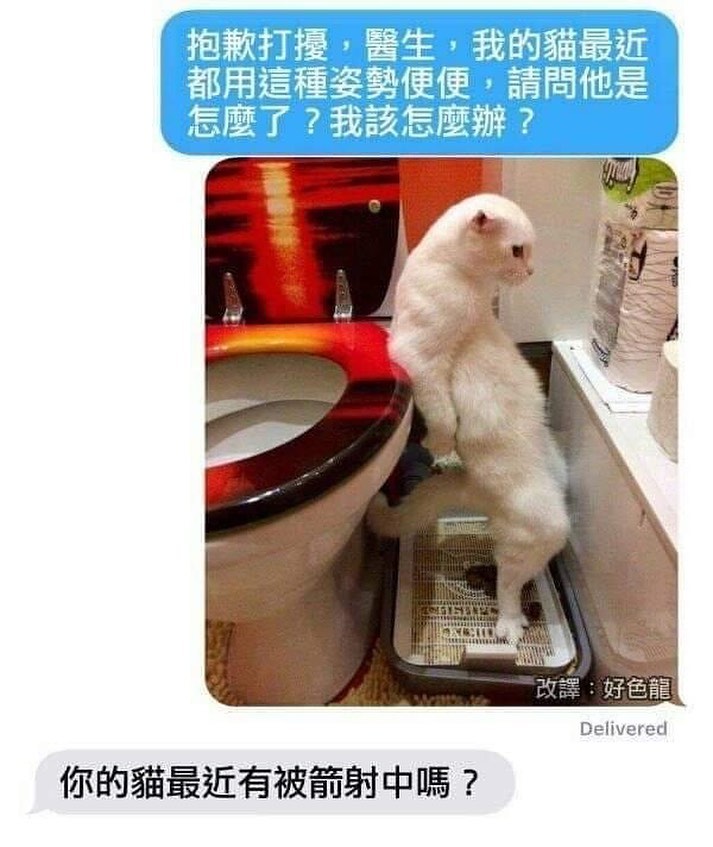 抱歉打擾，醫生，我的貓最近
都用這種姿勢便便，請問他是
怎麼了？我該怎麼辦？
改譯：好色龍
Delivered
你的貓最近有被箭射中嗎？